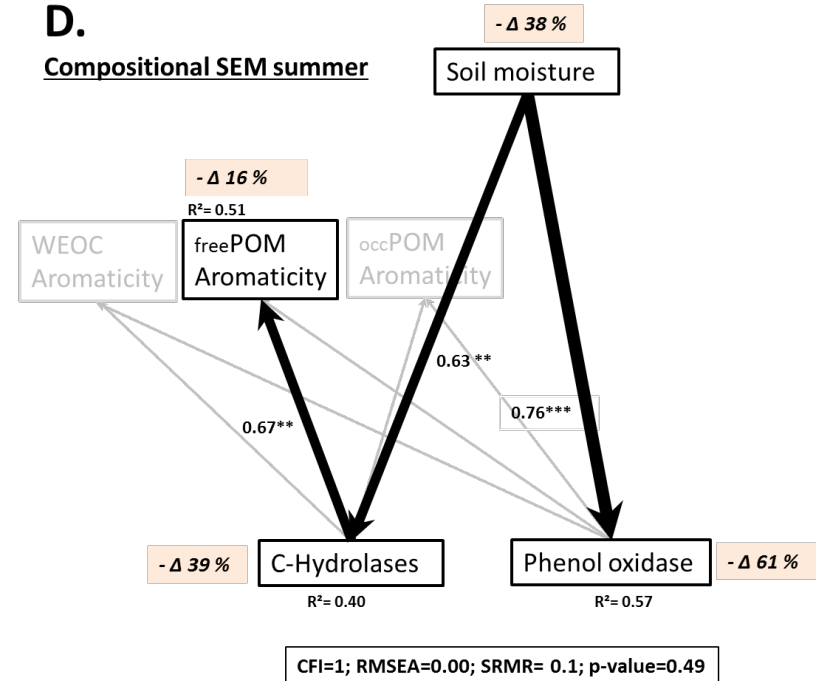 D.
- Δ 38 %
Compositional SEM summer
Soil moisture
- Δ 16 %
R²= 0.51
WEOC
Aromaticity
freePOM
Aromaticity
occPOM
Aromaticity
0.63 **
0.76***
0.67**
- Δ 39 %
C-Hydrolases
Phenol oxidase
- Δ 61 %
R²= 0.40
R²= 0.57
CFI=1; RMSEA=0.00; SRMR= 0.1; p-value=0.49